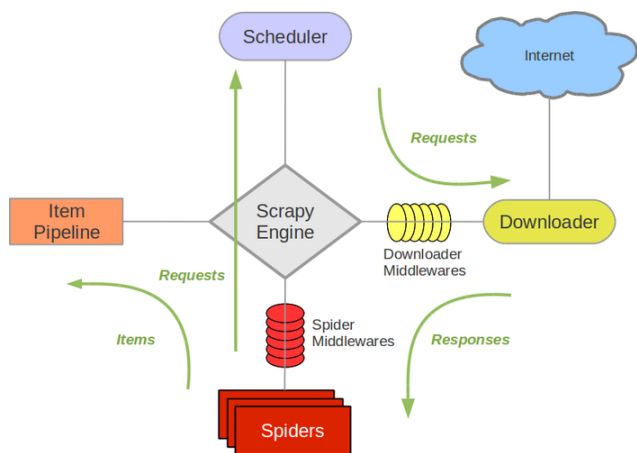 Scheduler
Internet
Requests
Item
Pipeline
Scrapy
Engine
Downloader
Downloader
Middlewares
Requests
Spider
Middlewares
Items
Responses
Spiders